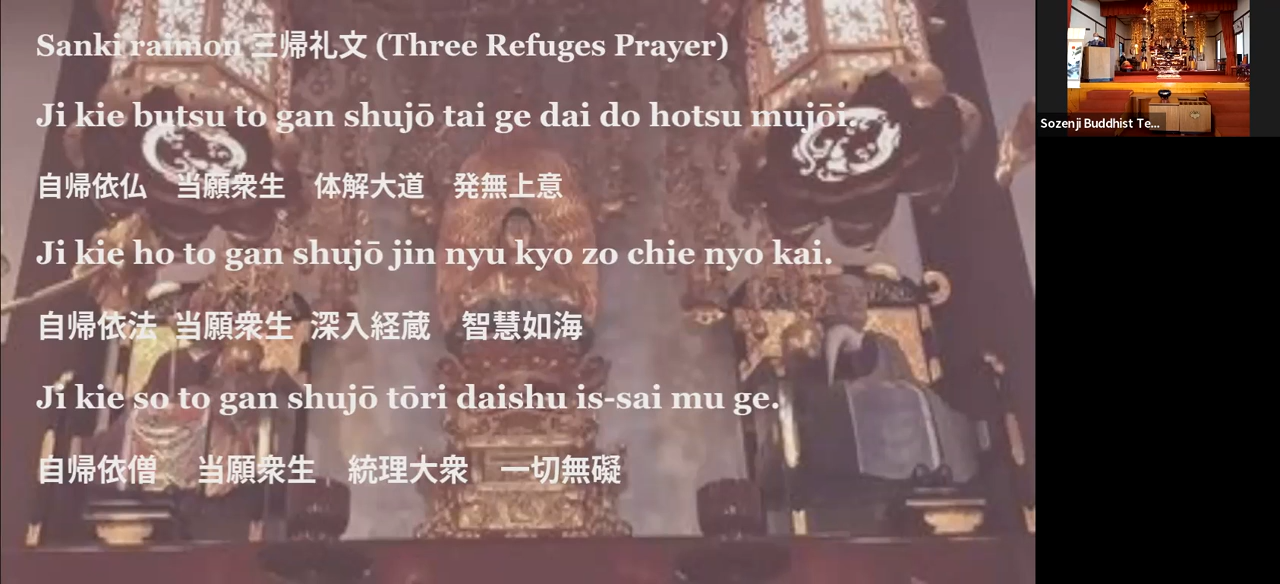 Sanki raimon 三帰礼文 (Three Refuges Prayer)
Ji kie butsu to gan shujō tai ge dai do hotsu mujōi.
自帰依仏 当願衆生 体解大道 発無上意
Ji kie ho to gan shujō jin nyu kyo zo chie nyo kai.
自帰依法 当願衆生 深入経蔵 智慧如海
Ji kie so to gan shujō tōri daishu is-sai mu ge.
自帰依僧 当願衆生 統理大衆 一切無礙
Sozenji Buddhist Te...